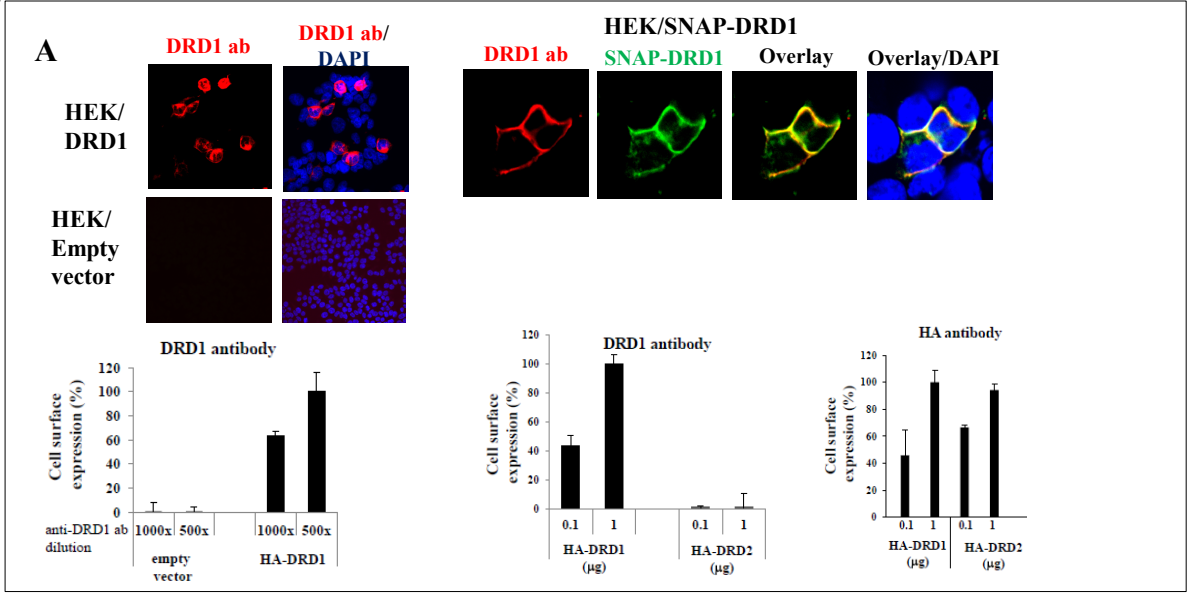 A
DRD1 ab
DRD1 ab/
DAPI
HEK/
DRD1
HEK/
Empty
vector
HEK/SNAP-DRD1
DRD1 ab
SNAP-DRD1
Overlay
Overlay/DAPI
DRD1 antibody
Cell surface
expression (%)
120
100
80
60
40
20
0
anti-DRD1 ab
dilution
1000x 500x 1000x 500x
empty
vector
HA-DRD1
DRD1 antibody
Cell surface
expression (%)
120
100
80
60
40
20
0
0.1 1 0.1 1
HA-DRD1
(µg)
HA-DRD2
(µg)
HA antibody
Cell surface
expression (%)
120
100
80
60
40
20
0
0.1 1 0.1 1
HA-DRD1
(µg)
HA-DRD2
(µg)